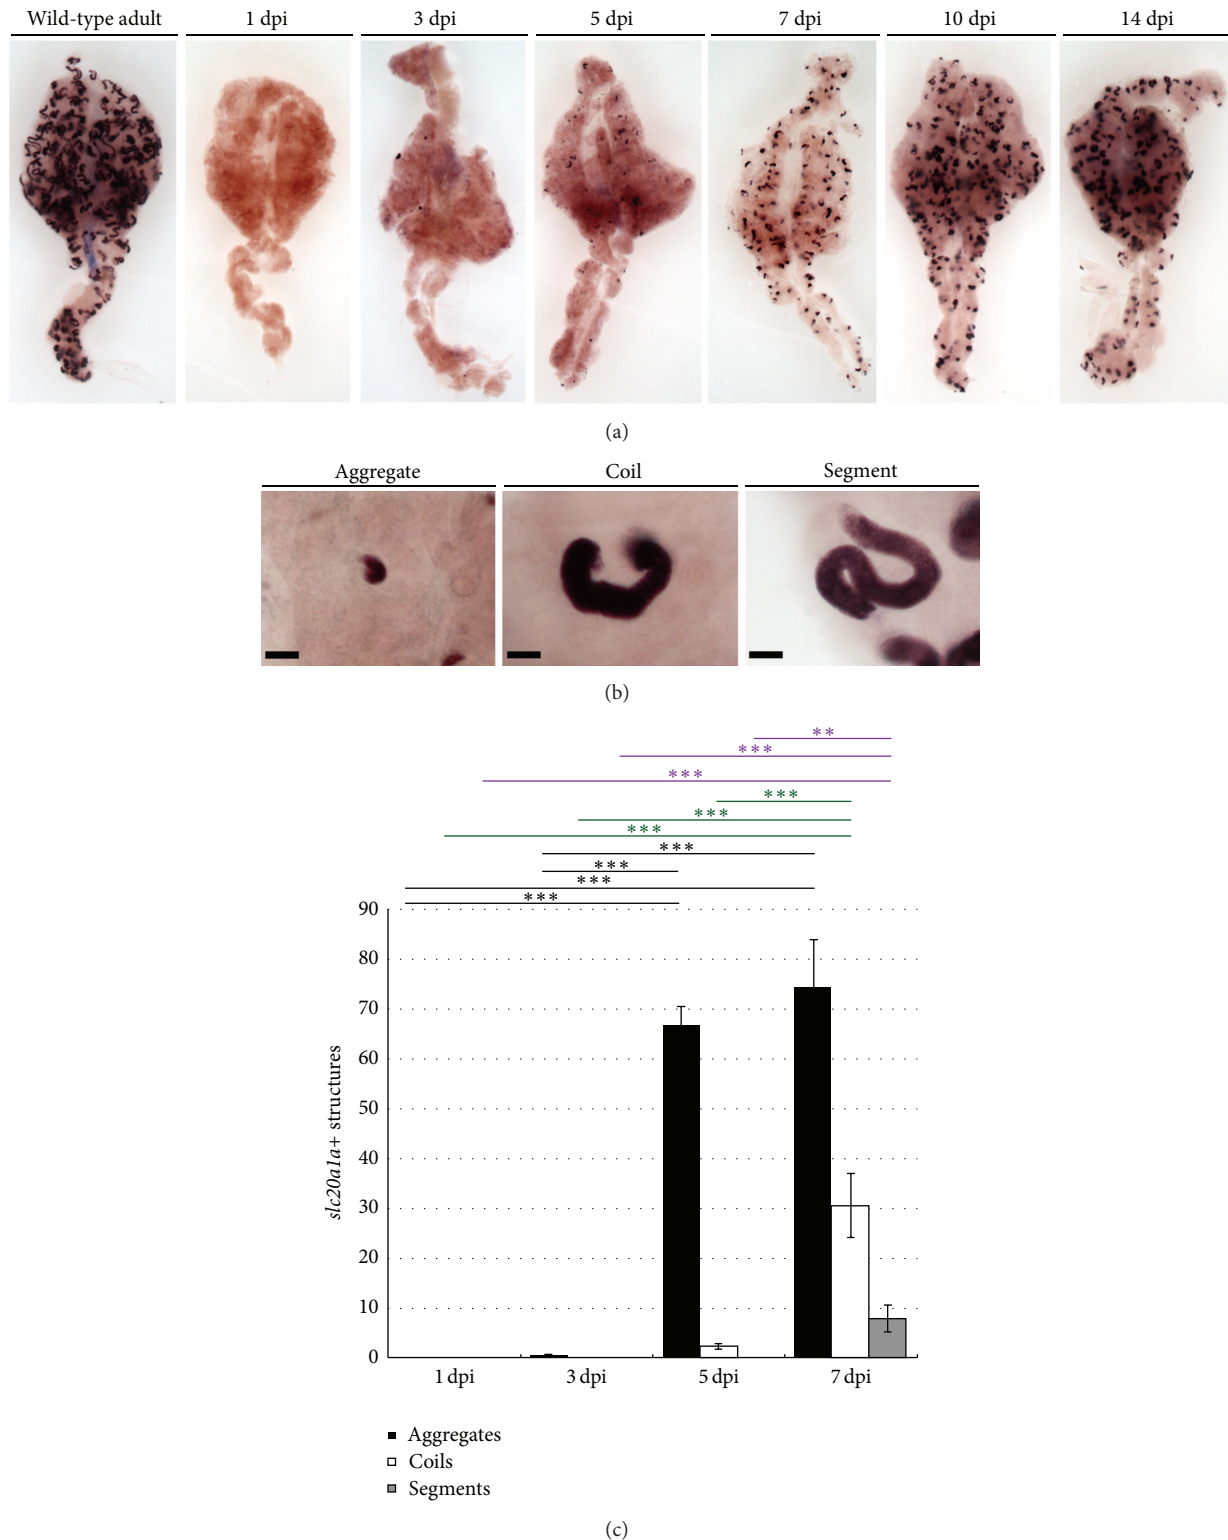 Wild-type adult 1 dpi 3 dpi 5 dpi 7 dpi 10 dpi 14 dpi
(a)
Aggregate Coil Segment
(b)
**
***
***
***
***
***
***
***
***
***
90
80
70
60
50
40
30
20
10
0
slc20a1a+ structures
1 dpi 3 dpi 5 dpi 7 dpi
Aggregates
Coils
Segments
(c)